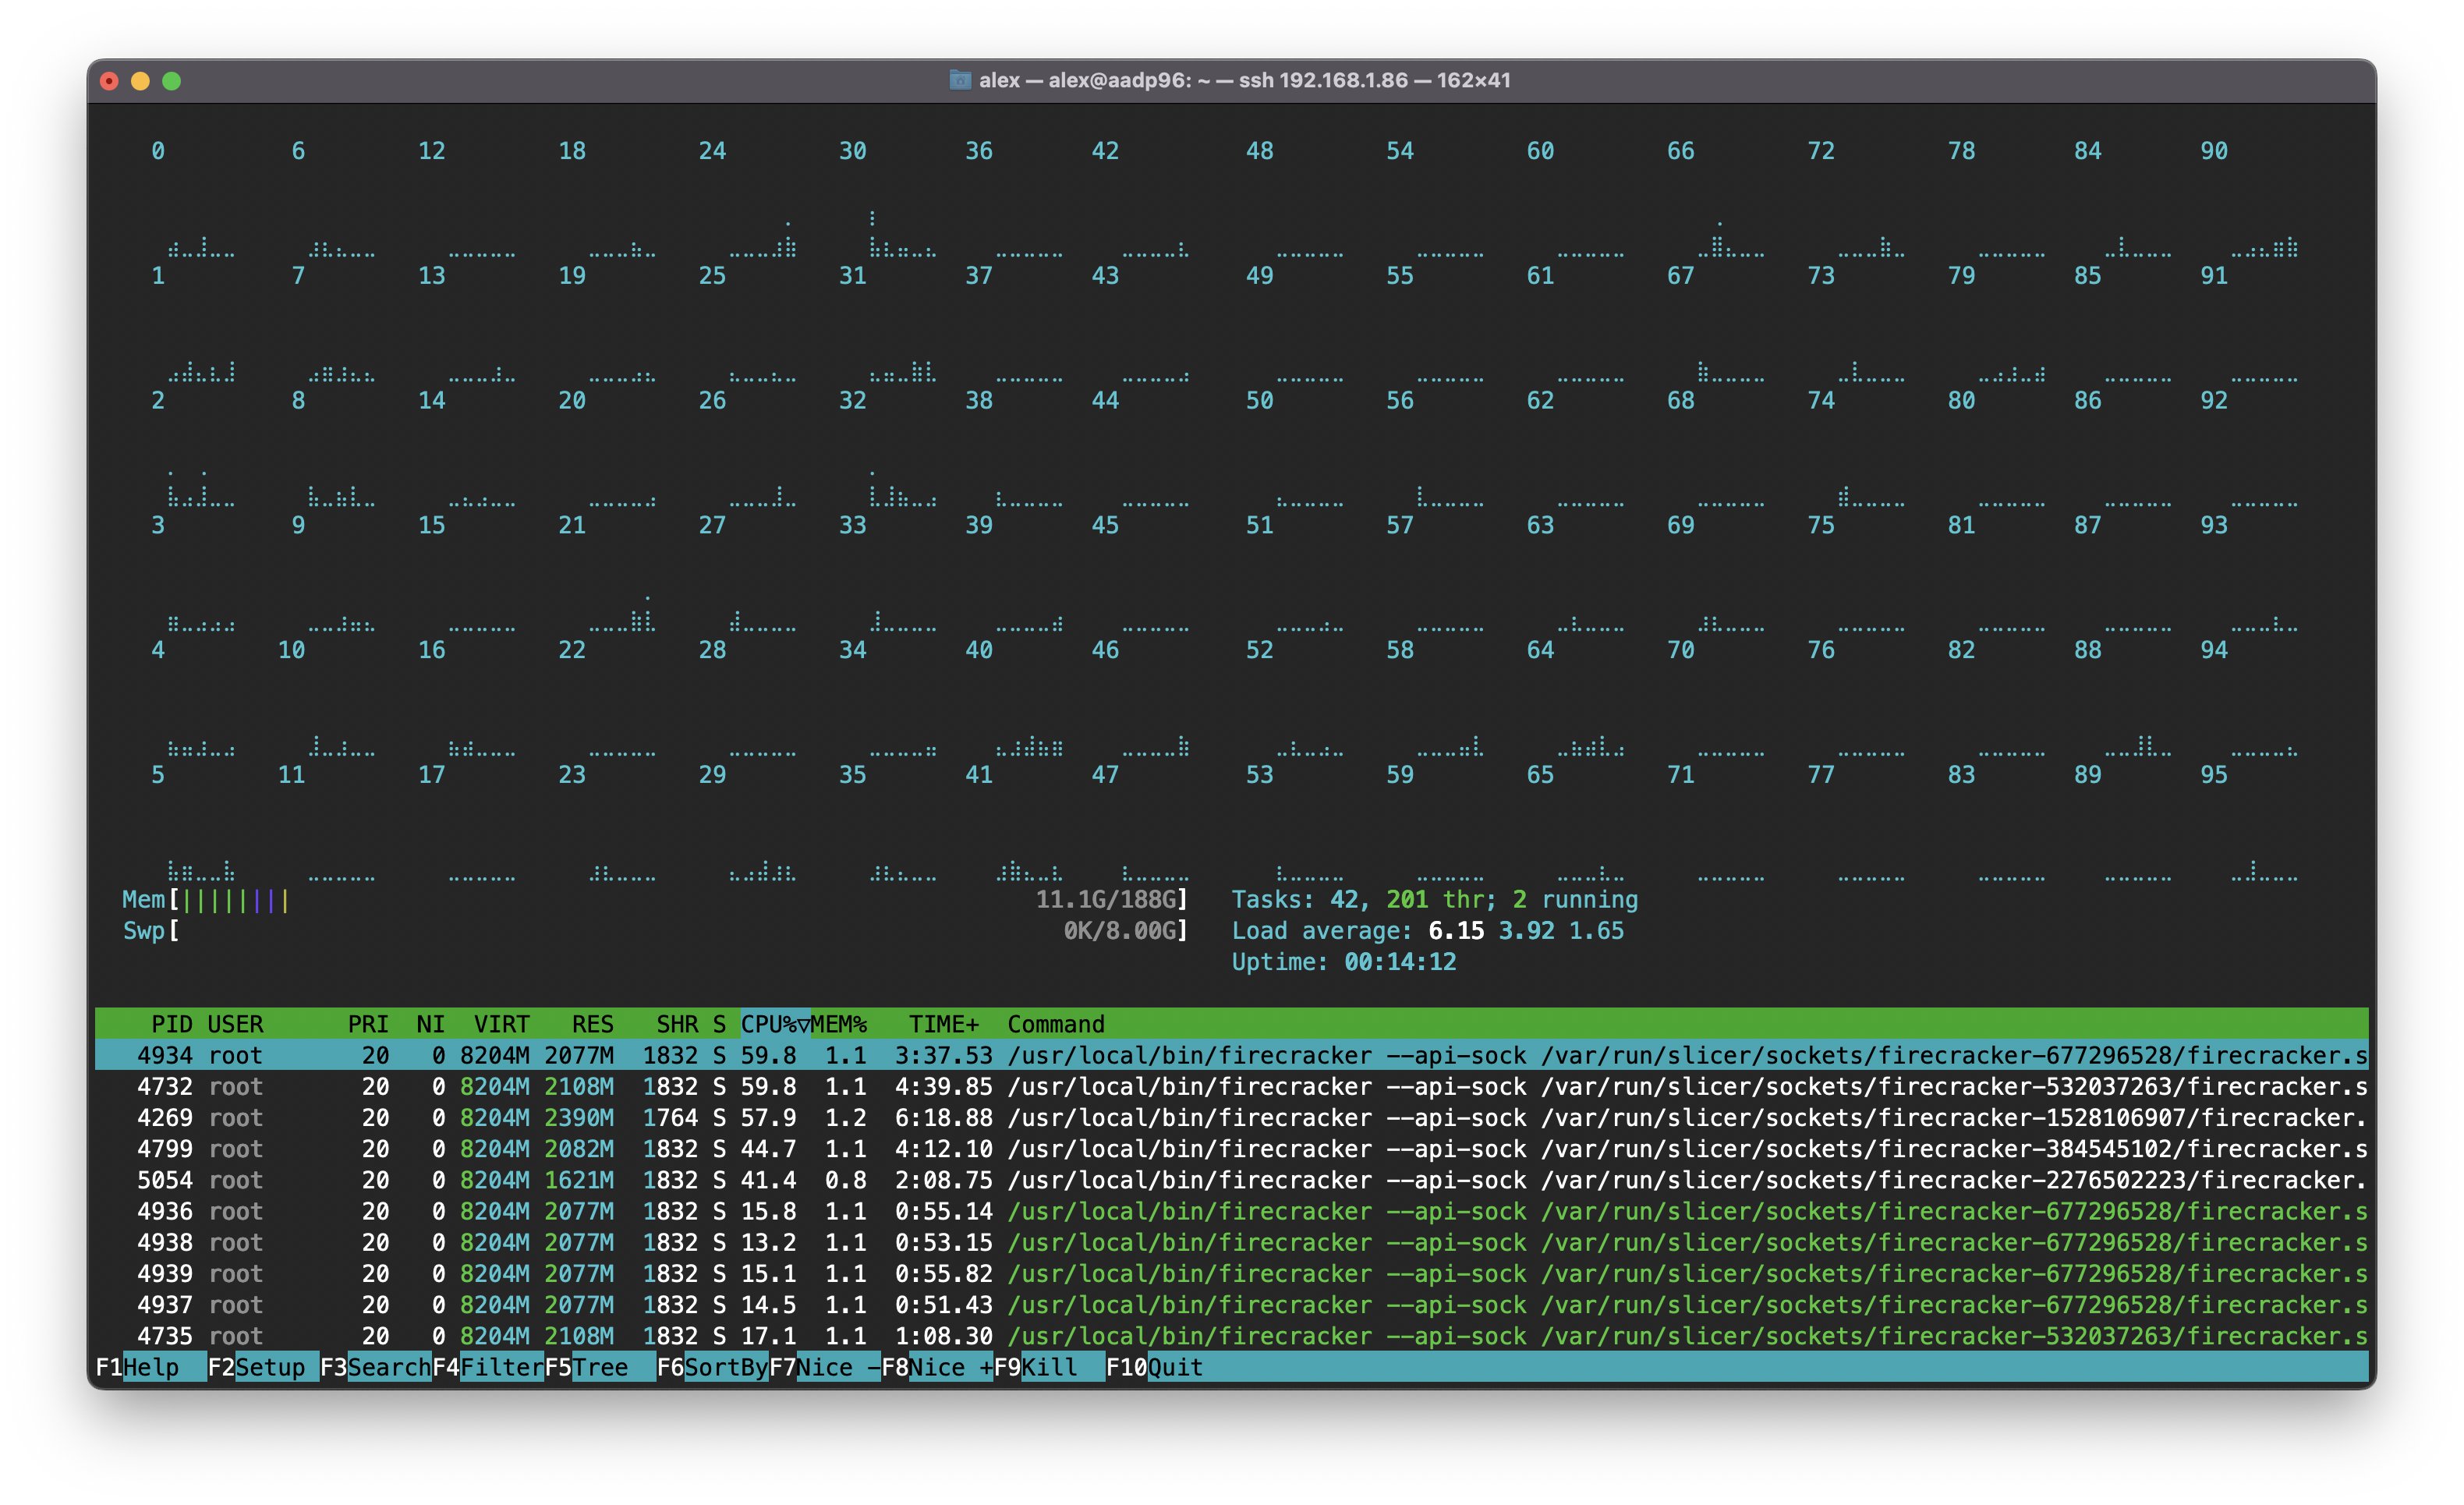 alex — alex@aadp96: ~ — ssh 192.168.1.86 — 162×41
0 6 12 18 24 30 36 42 48 54 60 66 72 78 84 90
1 7 13 19 25 31 37 43 49 55 61 67 73 79 85 91
2 8 14 20 26 32 38 44 50 56 62 68 74 80 86 92
3 9 15 21 27 33 39 45 51 57 63 69 75 81 87 93
4 10 16 22 28 34 40 46 52 58 64 70 76 82 88 94
5 11 17 23 29 35 41 47 53 59 65 71 77 83 89 95
Mem[||||||||	11.1G/188G] Tasks: 42, 201 thr; 2 running
Swp[ 0K/8.00G] Load average: 6.15 3.92 1.65
Uptime: 00:14:12
PID USER PRI NI VIRT RES SHR S CPU%▽MEM% TIME+ Command
4934 root 20 0 8204M 2077M 1832 S 59.8 1.1 3:37.53 /usr/local/bin/firecracker --api-sock /var/run/slicer/sockets/firecracker-677296528/firecracker.s
4732 root 20 0 8204M 2108M 1832 S 59.8 1.1 4:39.85 /usr/local/bin/firecracker --api-sock /var/run/slicer/sockets/firecracker-532037263/firecracker.s
4269 root 20 0 8204M 2390M 1764 S 57.9 1.2 6:18.88 /usr/local/bin/firecracker --api-sock /var/run/slicer/sockets/firecracker-1528106907/firecracker.
4799 root 20 0 8204M 2082M 1832 S 44.7 1.1 4:12.10 /usr/local/bin/firecracker --api-sock /var/run/slicer/sockets/firecracker-384545102/firecracker.s
5054 root 20 0 8204M 1621M 1832 S 41.4 0.8 2:08.75 /usr/local/bin/firecracker --api-sock /var/run/slicer/sockets/firecracker-2276502223/firecracker.
4936 root 20 0 8204M 2077M 1832 S 15.8 1.1 0:55.14 /usr/local/bin/firecracker --api-sock /var/run/slicer/sockets/firecracker-677296528/firecracker.s
4938 root 20 0 8204M 2077M 1832 S 13.2 1.1 0:53.15 /usr/local/bin/firecracker --api-sock /var/run/slicer/sockets/firecracker-677296528/firecracker.s
4939 root 20 0 8204M 2077M 1832 S 15.1 1.1 0:55.82 /usr/local/bin/firecracker --api-sock /var/run/slicer/sockets/firecracker-677296528/firecracker.s
4937 root 20 0 8204M 2077M 1832 S 14.5 1.1 0:51.43 /usr/local/bin/firecracker --api-sock /var/run/slicer/sockets/firecracker-677296528/firecracker.s
4735 root 20 0 8204M 2108M 1832 S 17.1 1.1 1:08.30 /usr/local/bin/firecracker --api-sock /var/run/slicer/sockets/firecracker-532037263/firecracker.s
F1Help F2Setup F3SearchF4FilterF5Tree F6SortByF7Nice -F8Nice +F9Kill F10Quit